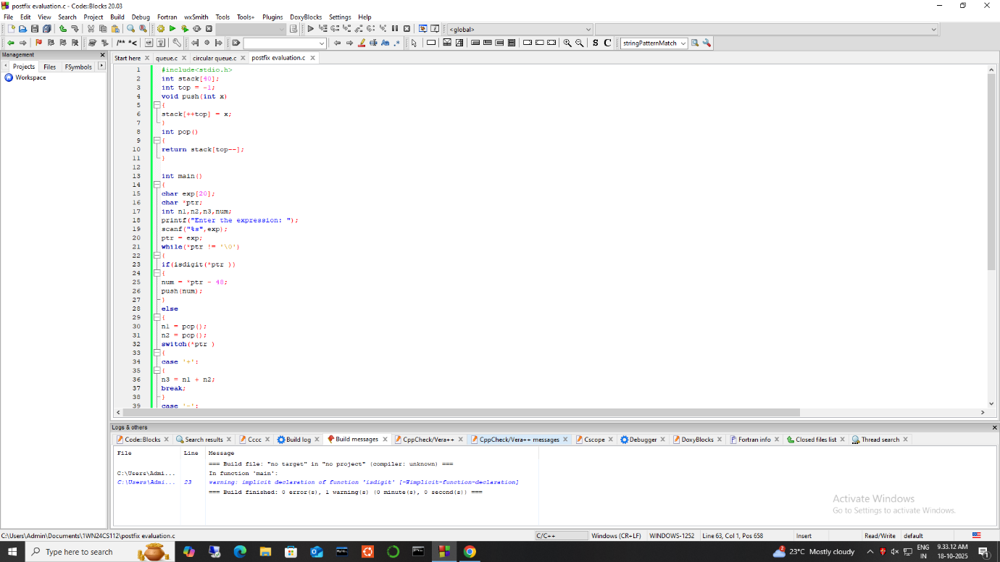 postfix evaluation.c - Code::Blocks 20.03
File Edit View Search Project Build Debug Fortran wxSmith Tools Tools+ Plugins DoxyBlocks Settings Help
<global>
/** *< stringPatternMatch
Management
Projects Files FSymbols
Workspace
Start here queue.c circular queue.c postfix evaluation.c
1 #include<stdio.h>
2 int stack[40];
3 int top = -1;
4 void push(int x)
5 {
6 stack[++top] = x;
7 }
8 int pop()
9 {
10 return stack[top--];
11 }
12
13 int main()
14 {
15 char exp[20];
16 char *ptr;
17 int n1,n2,n3,num;
18 printf("Enter the expression: ");
19 scanf("%s",exp);
20 ptr = exp;
21 while(*ptr != '\0')
22 {
23 if(isdigit(*ptr ))
24 {
25 num = *ptr - 48;
26 push(num);
27 }
28 else
29 {
30 n1 = pop();
31 n2 = pop();
32 switch(*ptr )
33 {
34 case '+':
35 {
36 n3 = n1 + n2;
37 break;
38 }
39 case '-':
Logs & others
Code::Blocks Search results Cccc Build log Build messages CppCheck/Vera++ CppCheck/Vera++ messages Cscope Debugger DoxyBlocks Fortran info Closed files list Thread search
File Line Message
=== Build file: "no target" in "no project" (compiler: unknown) ===
C:\Users\Admi... In function 'main':
C:\Users\Admi... 23 warning: implicit declaration of function 'isdigit' [-Wimplicit-function-declaration]
=== Build finished: 0 error(s), 1 warning(s) (0 minute(s), 0 second(s)) ===
Activate Windows
Go to Settings to activate Windows.
C:\Users\Admin\Documents\1WN24CS112\postfix evaluation.c C/C++ Windows (CR+LF) WINDOWS-1252 Line 63, Col 1, Pos 658 Insert Read/Write default
Type here to search
23°C Mostly cloudy
ENG
IN
9.33.12 AM
18-10-2025